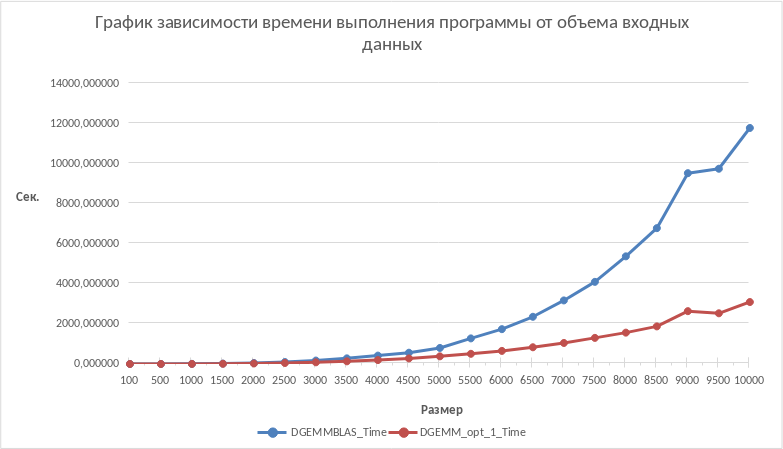 График зависимости времени выполнения программы от объема входных
данных
14000,000000
12000,000000
10000,000000
Сек.
8000,000000
6000,000000
4000,000000
2000,000000
0,000000
100 500 1000 1500 2000 2500 3000 3500 4000 4500 5000 5500 6000 6500 7000 7500 8000 8500 9000 9500 10000
Размер
DGEMMBLAS_Time DGEMM_opt_1_Time